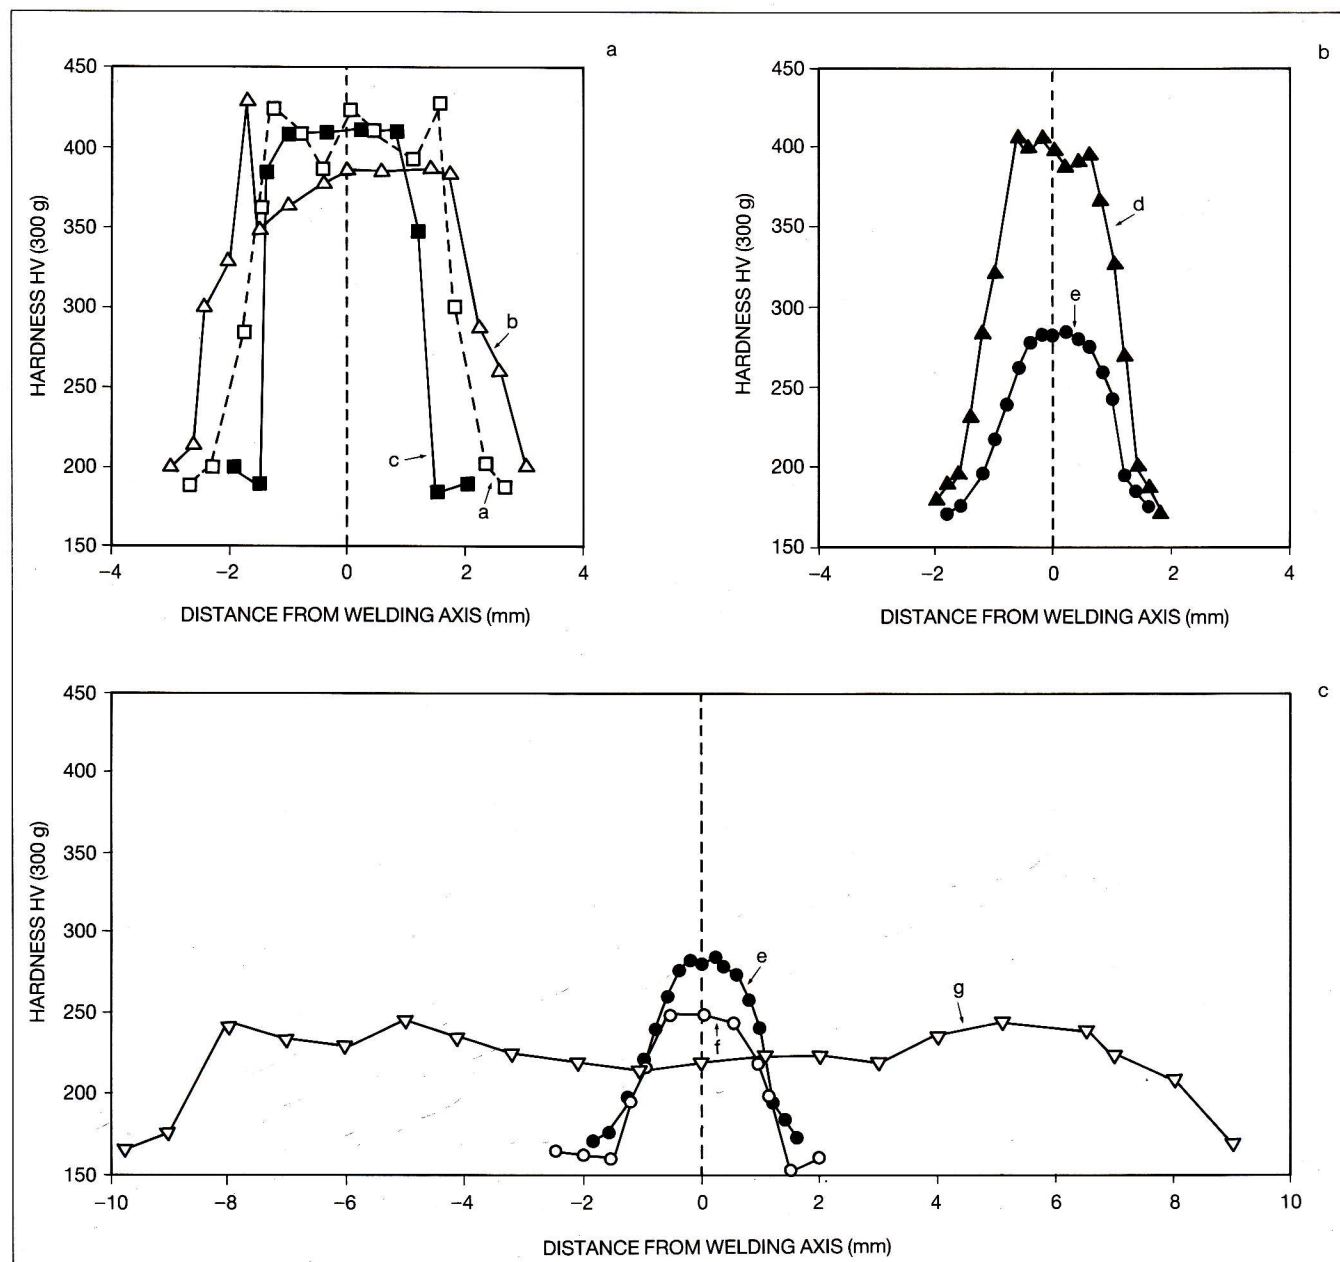 a
450
400
350
300
250
200
150
HARDNESS HV (300 g)
b
c
a
−4 −2 0 2 4
DISTANCE FROM WELDING AXIS (mm)
b
450
400
350
300
250
200
150
HARDNESS HV (300 g)
d
e
−4 −2 0 2 4
DISTANCE FROM WELDING AXIS (mm)
c
450
400
350
300
250
200
150
HARDNESS HV (300 g)
e
g
f
−10 −8 −6 −4 −2 0 2 4 6 8 10
DISTANCE FROM WELDING AXIS (mm)